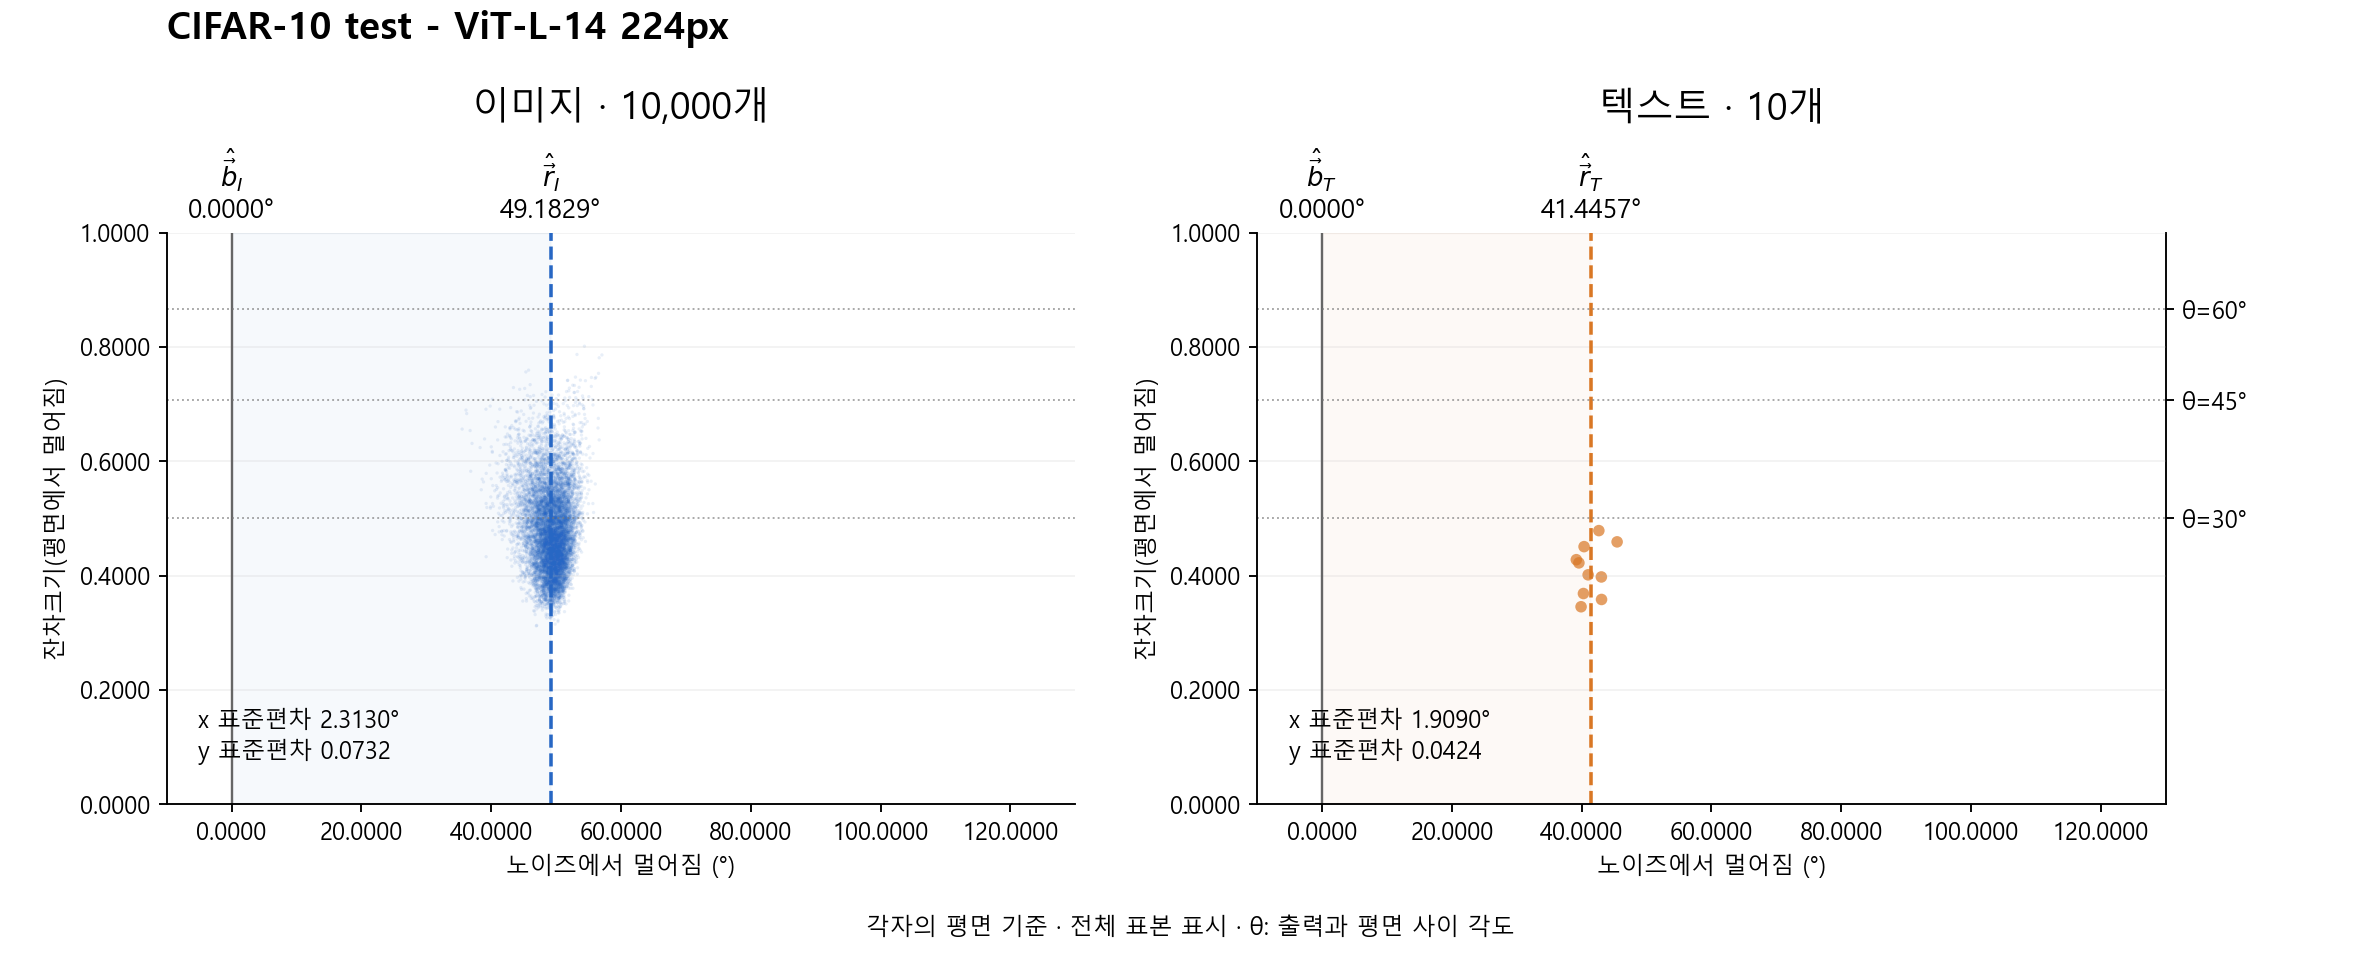 CIFAR-10 test - ViT-L-14 224px
이미지 · 10,000개
b̂⃗_I
0.0000°
r̂⃗_I
49.1829°
1.0000
0.8000
0.6000
0.4000
0.2000
0.0000
잔차크기(평면에서 멀어짐)
x 표준편차 2.3130°
y 표준편차 0.0732
0.0000 20.0000 40.0000 60.0000 80.0000 100.0000 120.0000
노이즈에서 멀어짐 (°)
텍스트 · 10개
b̂⃗_T
0.0000°
r̂⃗_T
41.4457°
1.0000
0.8000
0.6000
0.4000
0.2000
0.0000
잔차크기(평면에서 멀어짐)
θ=60°
θ=45°
θ=30°
x 표준편차 1.9090°
y 표준편차 0.0424
0.0000 20.0000 40.0000 60.0000 80.0000 100.0000 120.0000
노이즈에서 멀어짐 (°)
각자의 평면 기준 · 전체 표본 표시 · θ: 출력과 평면 사이 각도